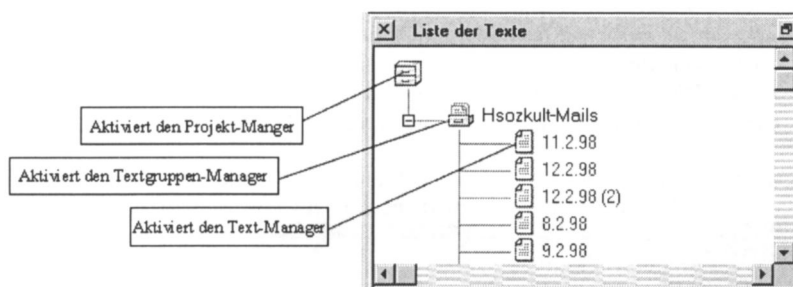 Liste der Texte
Aktiviert den Projekt-Manger
Hsozkult-Mails
11.2.98
Aktiviert den Textgruppen-Manager
12.2.98
12.2.98 (2)
Aktiviert den Text-Manager
8.2.98
9.2.98